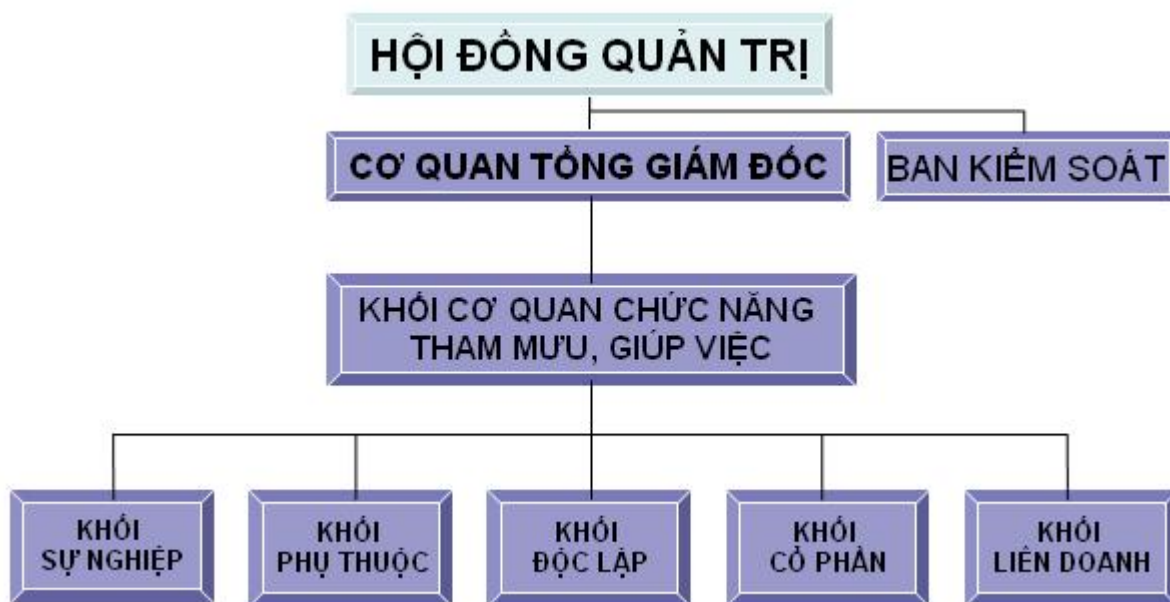 HỘI ĐỒNG QUẢN TRỊ
CƠ QUAN TỔNG GIÁM ĐỐC
BAN KIỂM SOÁT
KHỐI CƠ QUAN CHỨC NĂNG
THAM MƯU, GIÚP VIỆC
KHỐI
SỰ NGHIỆP
KHỐI
PHỤ THUỘC
KHỐI
ĐỘC LẬP
KHỐI
CỔ PHẦN
KHỐI
LIÊN DOANH